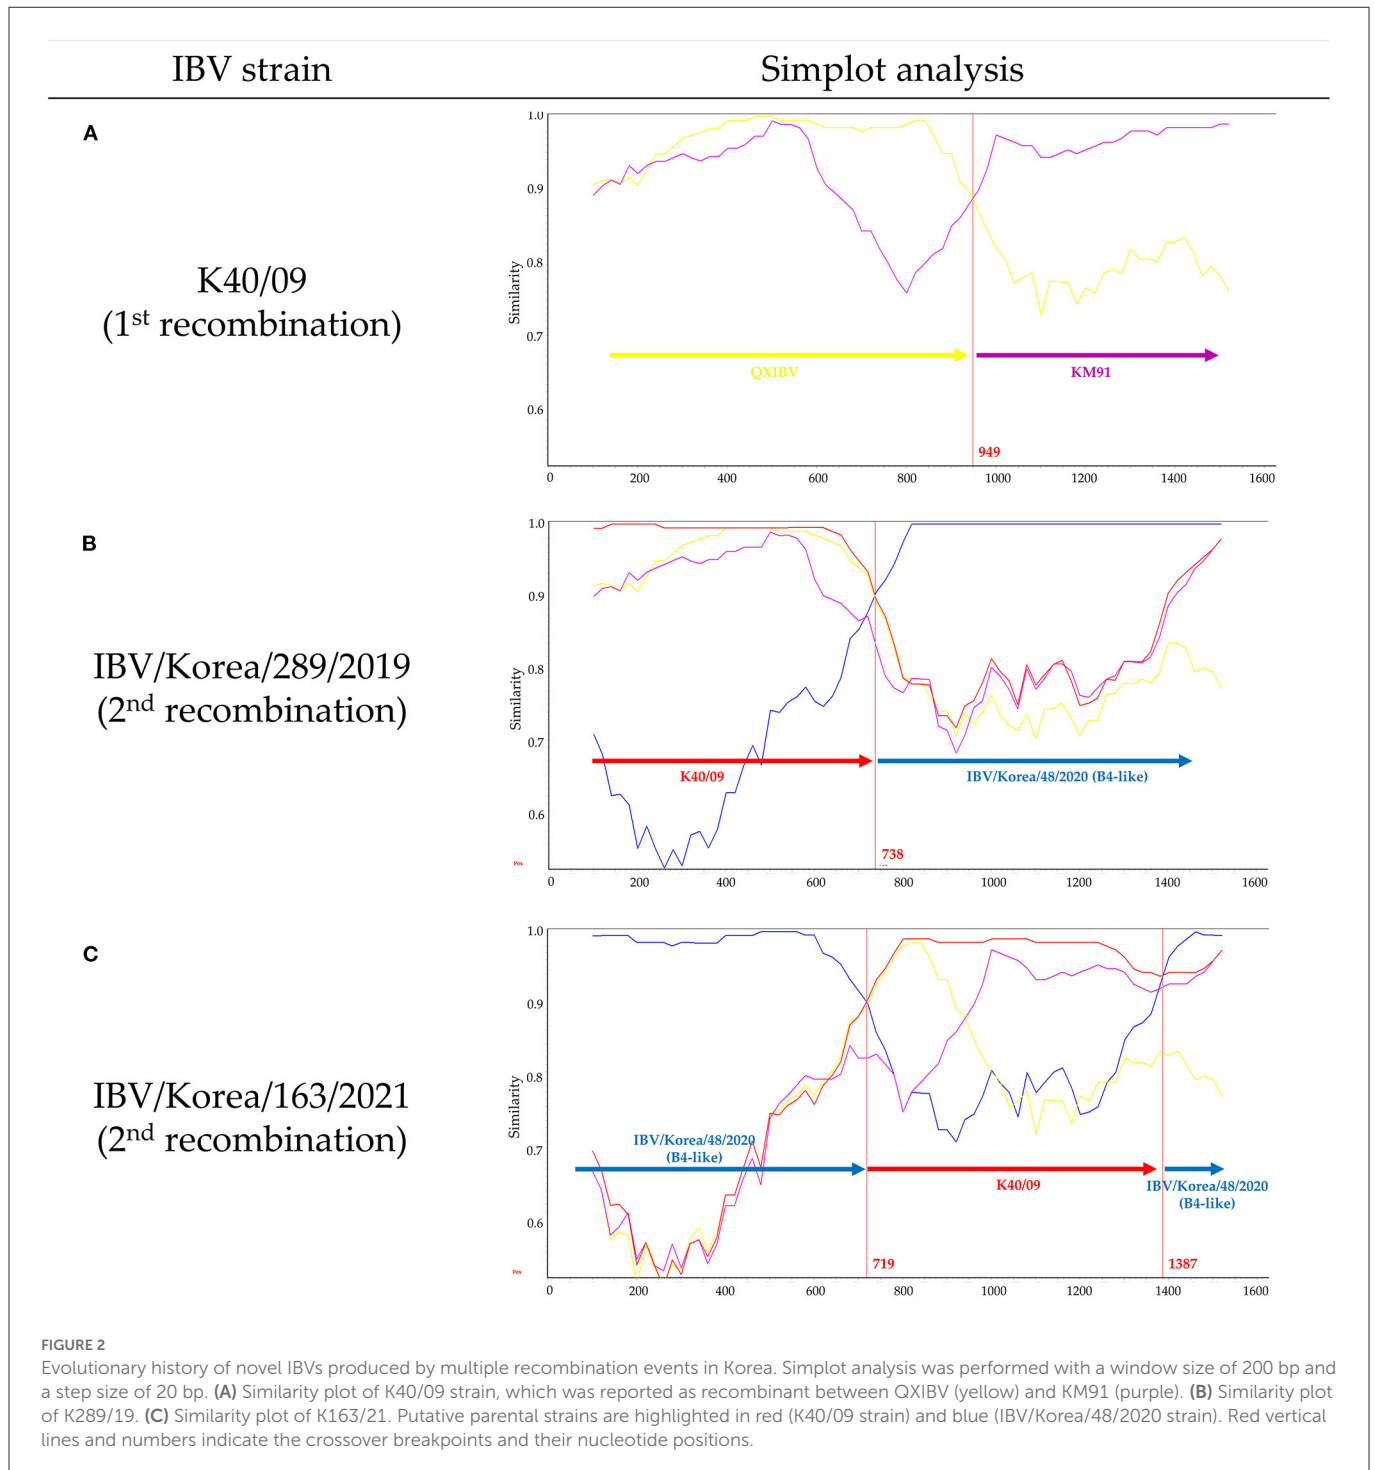 IBV strain
Simplot analysis
A
K40/09
(1st recombination)
Similarity
1.0
0.9
0.8
0.7
0.6
QXIBV
KM91
949
0 200 400 600 800 1000 1200 1400 1600
B
IBV/Korea/289/2019
(2nd recombination)
Similarity
1.0
0.9
0.8
0.7
0.6
K40/09
IBV/Korea/48/2020 (B4-like)
738
Pos
0 200 400 600 800 1000 1200 1400 1600
C
IBV/Korea/163/2021
(2nd recombination)
Similarity
1.0
0.9
0.8
0.7
0.6
IBV/Korea/48/2020
(B4-like)
K40/09
IBV/Korea/48/2020
(B4-like)
719
1387
Pos
0 200 400 600 800 1000 1200 1400 1600
FIGURE 2
Evolutionary history of novel IBVs produced by multiple recombination events in Korea. Simplot analysis was performed with a window size of 200 bp and
a step size of 20 bp. (A) Similarity plot of K40/09 strain, which was reported as recombinant between QXIBV (yellow) and KM91 (purple). (B) Similarity plot
of K289/19. (C) Similarity plot of K163/21. Putative parental strains are highlighted in red (K40/09 strain) and blue (IBV/Korea/48/2020 strain). Red vertical
lines and numbers indicate the crossover breakpoints and their nucleotide positions.